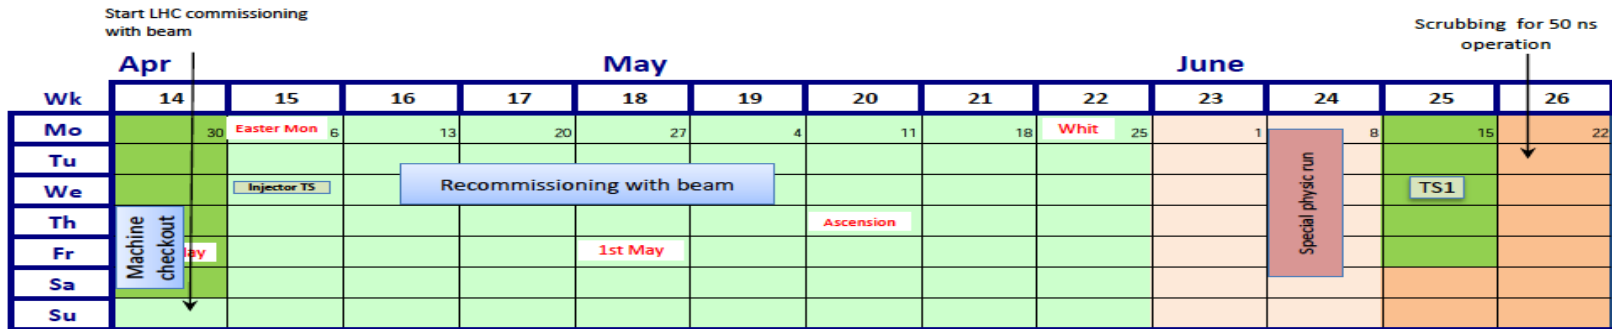 Start LHC commissioning
with beam
Scrubbing for 50 ns
operation
Apr May June
Wk 14 15 16 17 18 19 20 21 22 23 24 25 26
Mo 30 Easter Mon 6 13 20 27 4 11 18 Whit 25 1 8 15 22
Tu
We Injector TS Recommissioning with beam TS1
Th Ascension
Fr 1st May
Sa
Su
Machine
checkout
Special physic run